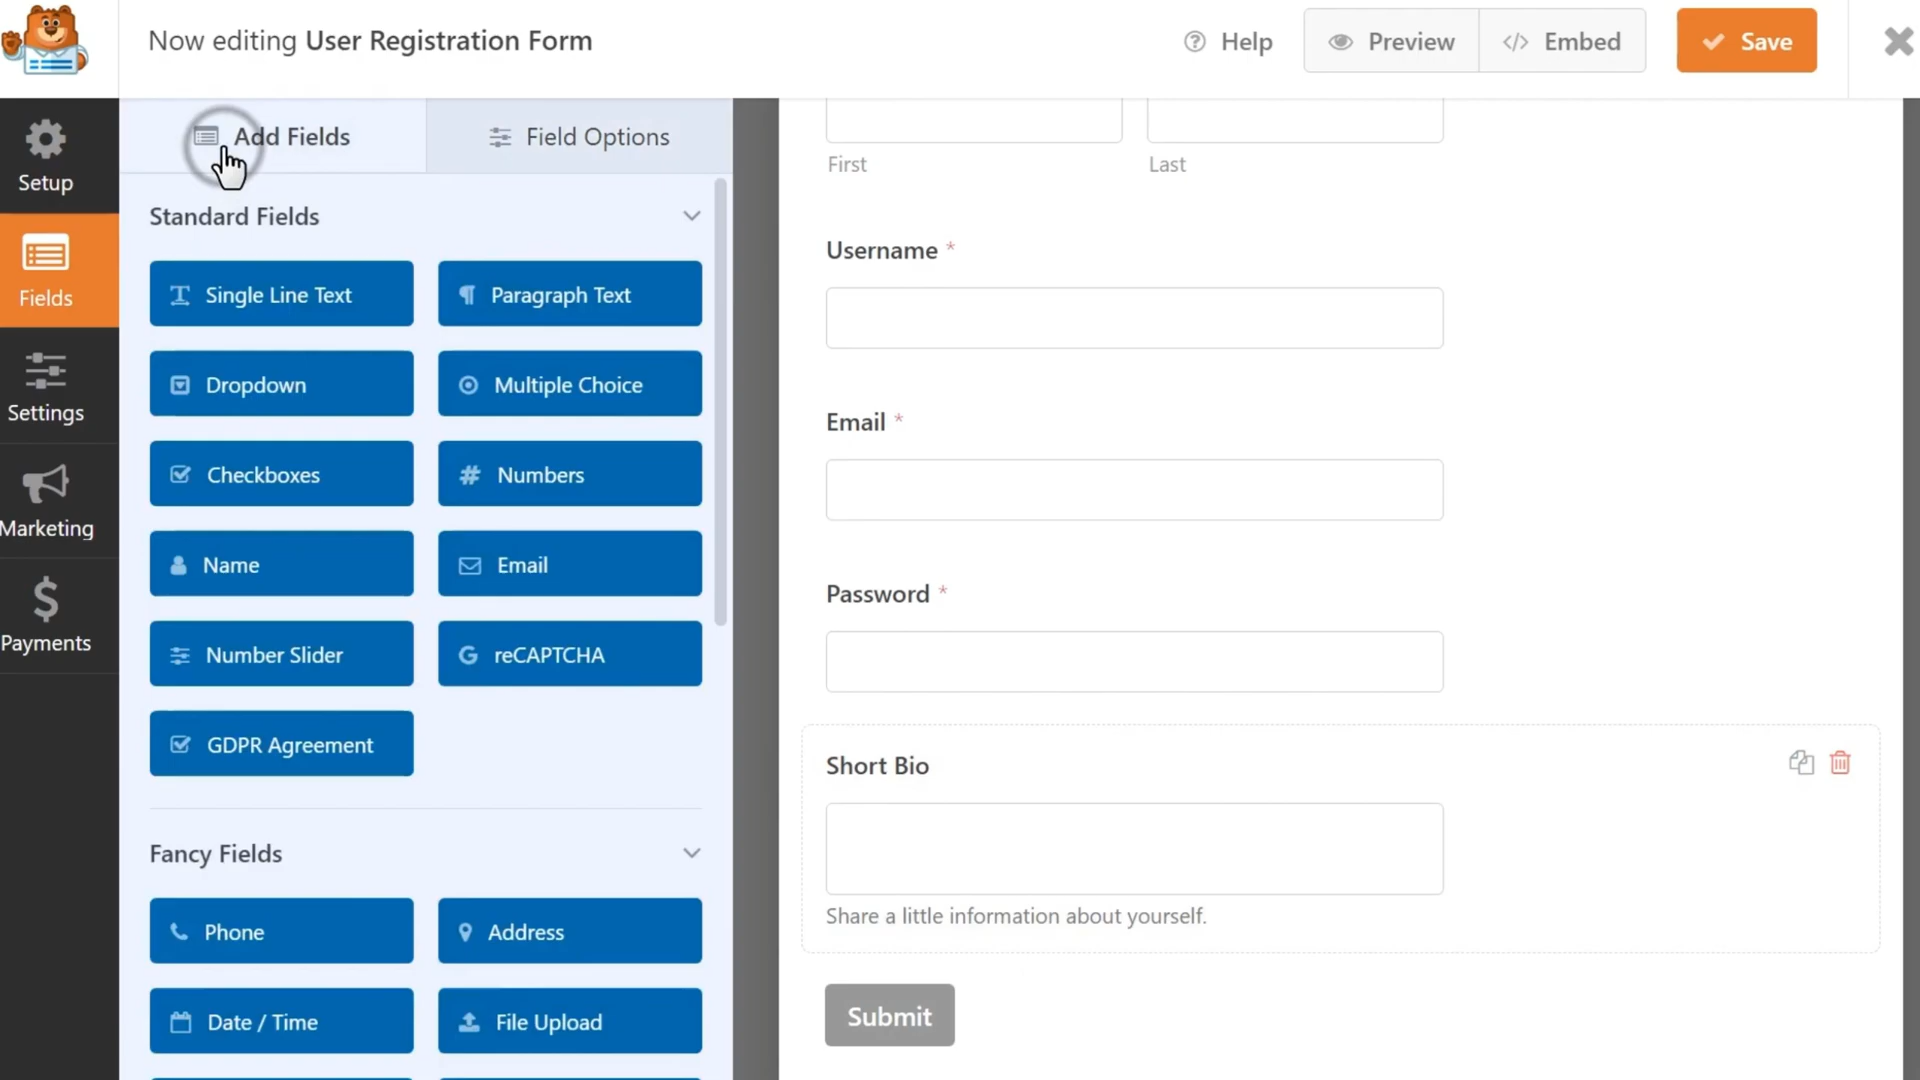 Now editing User Registration Form
Help
Preview
Embed
Save
Setup
Fields
Settings
Marketing
Payments
Add Fields
Field Options
Standard Fields
Single Line Text
Paragraph Text
Dropdown
Multiple Choice
Checkboxes
Numbers
Name
Email
Number Slider
reCAPTCHA
GDPR Agreement
Fancy Fields
Phone
Address
Date / Time
File Upload
First
Last
Username *
Email *
Password *
Short Bio
Share a little information about yourself.
Submit